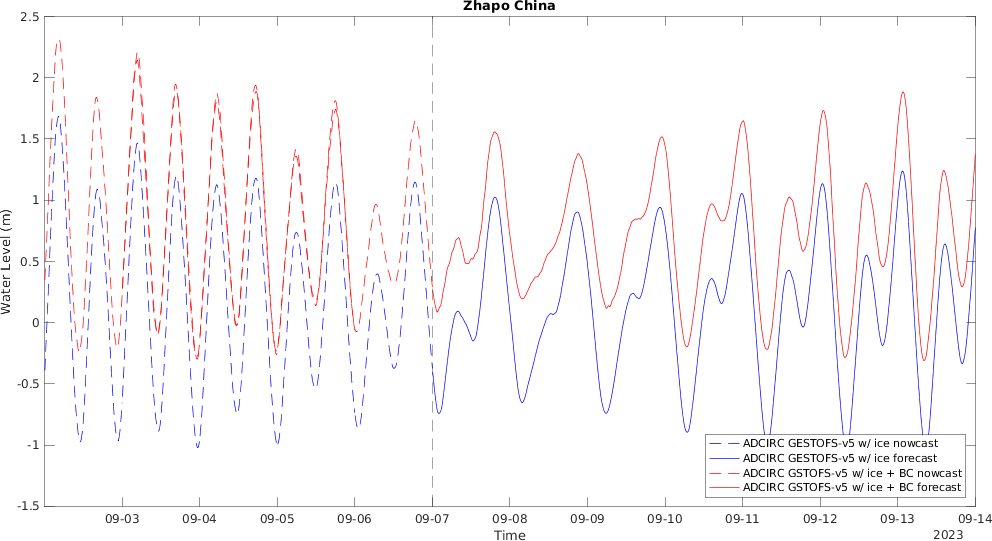 Zhapo China
2.5
2
1.5
1
0.5
0
-0.5
-1
-1.5
Water Level (m)
ADCIRC GESTOFS-v5 w/ ice nowcast
ADCIRC GESTOFS-v5 w/ ice forecast
ADCIRC GSTOFS-v5 w/ ice + BC nowcast
ADCIRC GSTOFS-v5 w/ ice + BC forecast
09-03 09-04 09-05 09-06 09-07 09-08 09-09 09-10 09-11 09-12 09-13 09-14
Time
2023